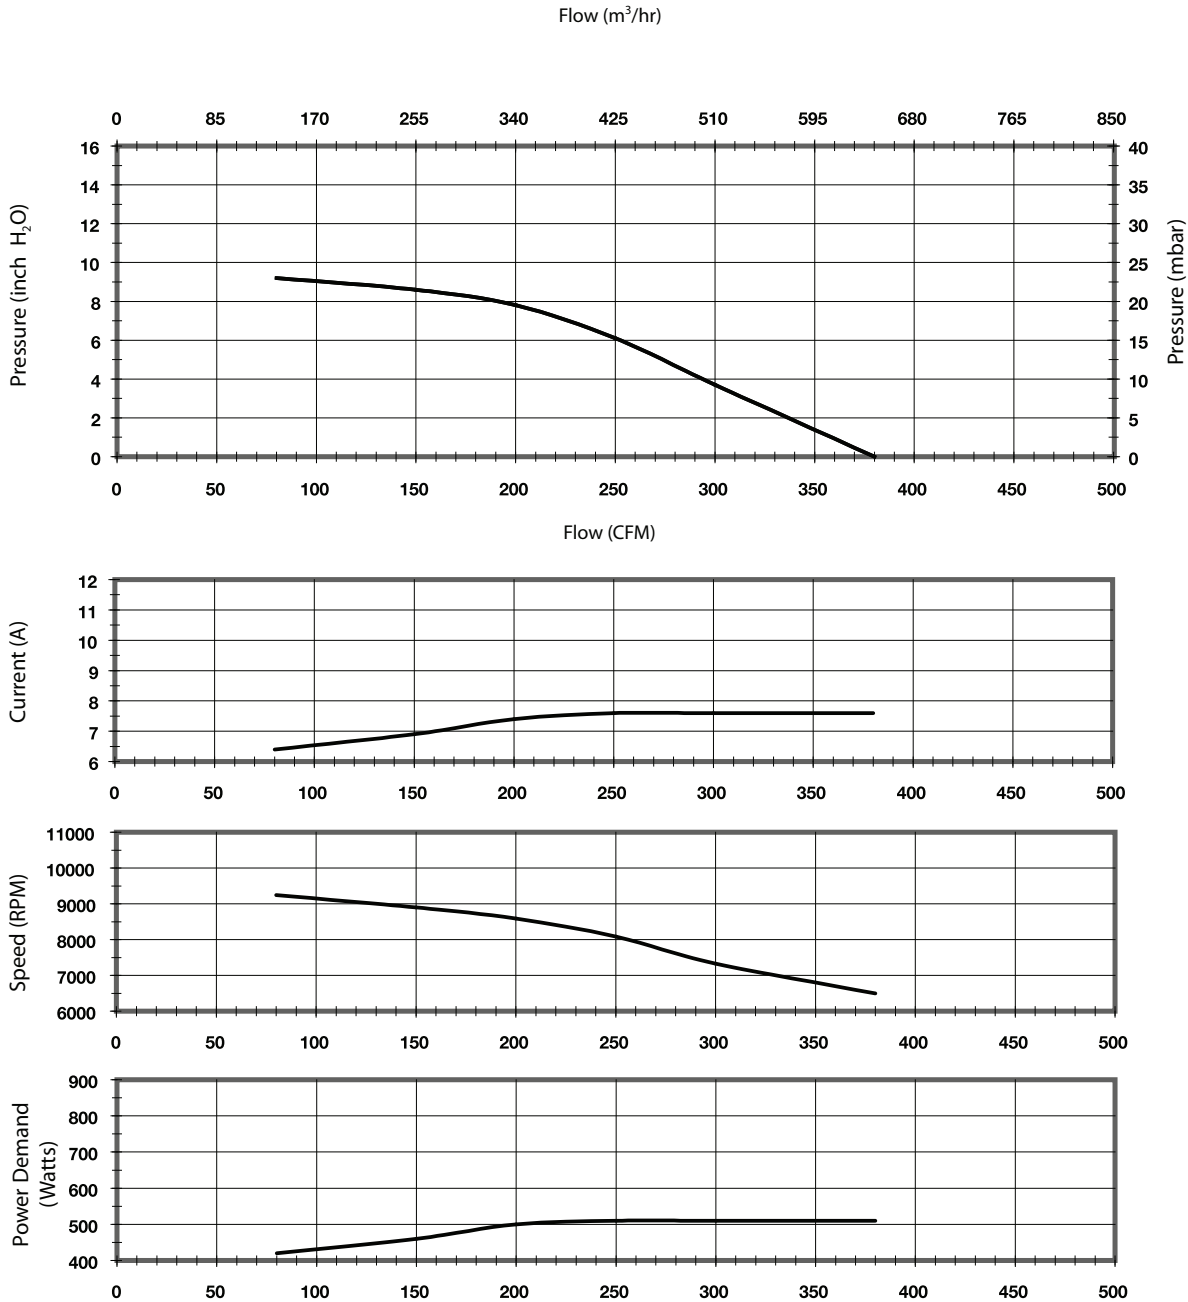 Flow (m³/hr)
0 85 170 255 340 425 510 595 680 765 850
16 40
14 35
12 30
10 25
8 20
6 15
4 10
2 5
0 0
Pressure (inch H₂O)
Pressure (mbar)
0 50 100 150 200 250 300 350 400 450 500
Flow (CFM)
Current (A)
12
11
10
9
8
7
6
0 50 100 150 200 250 300 350 400 450 500
Speed (RPM)
11000
10000
9000
8000
7000
6000
0 50 100 150 200 250 300 350 400 450 500
Power Demand
(Watts)
900
800
700
600
500
400
0 50 100 150 200 250 300 350 400 450 500